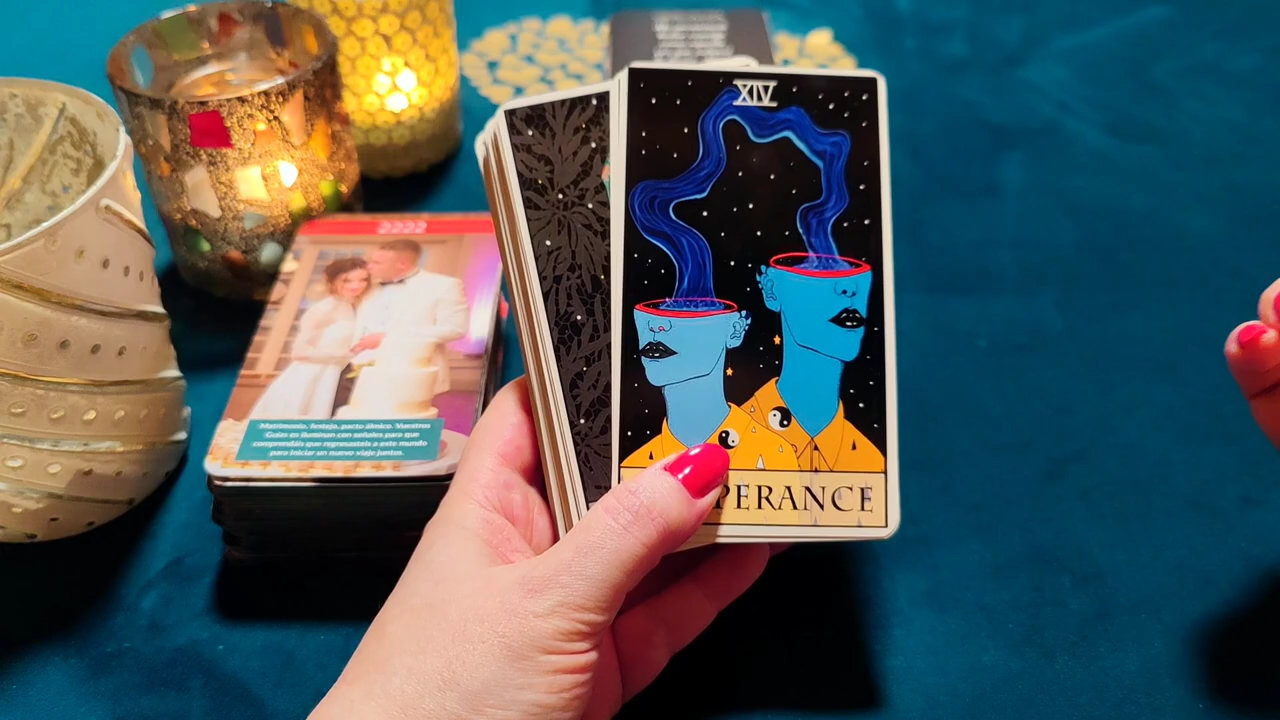 XIV
PERANCE
2222
Matrimonio, festejo, pacto álmico. Vuestros
Guías os iluminan con señales para que
comprendáis que regresasteis a este mundo
para iniciar un nuevo viaje juntos.